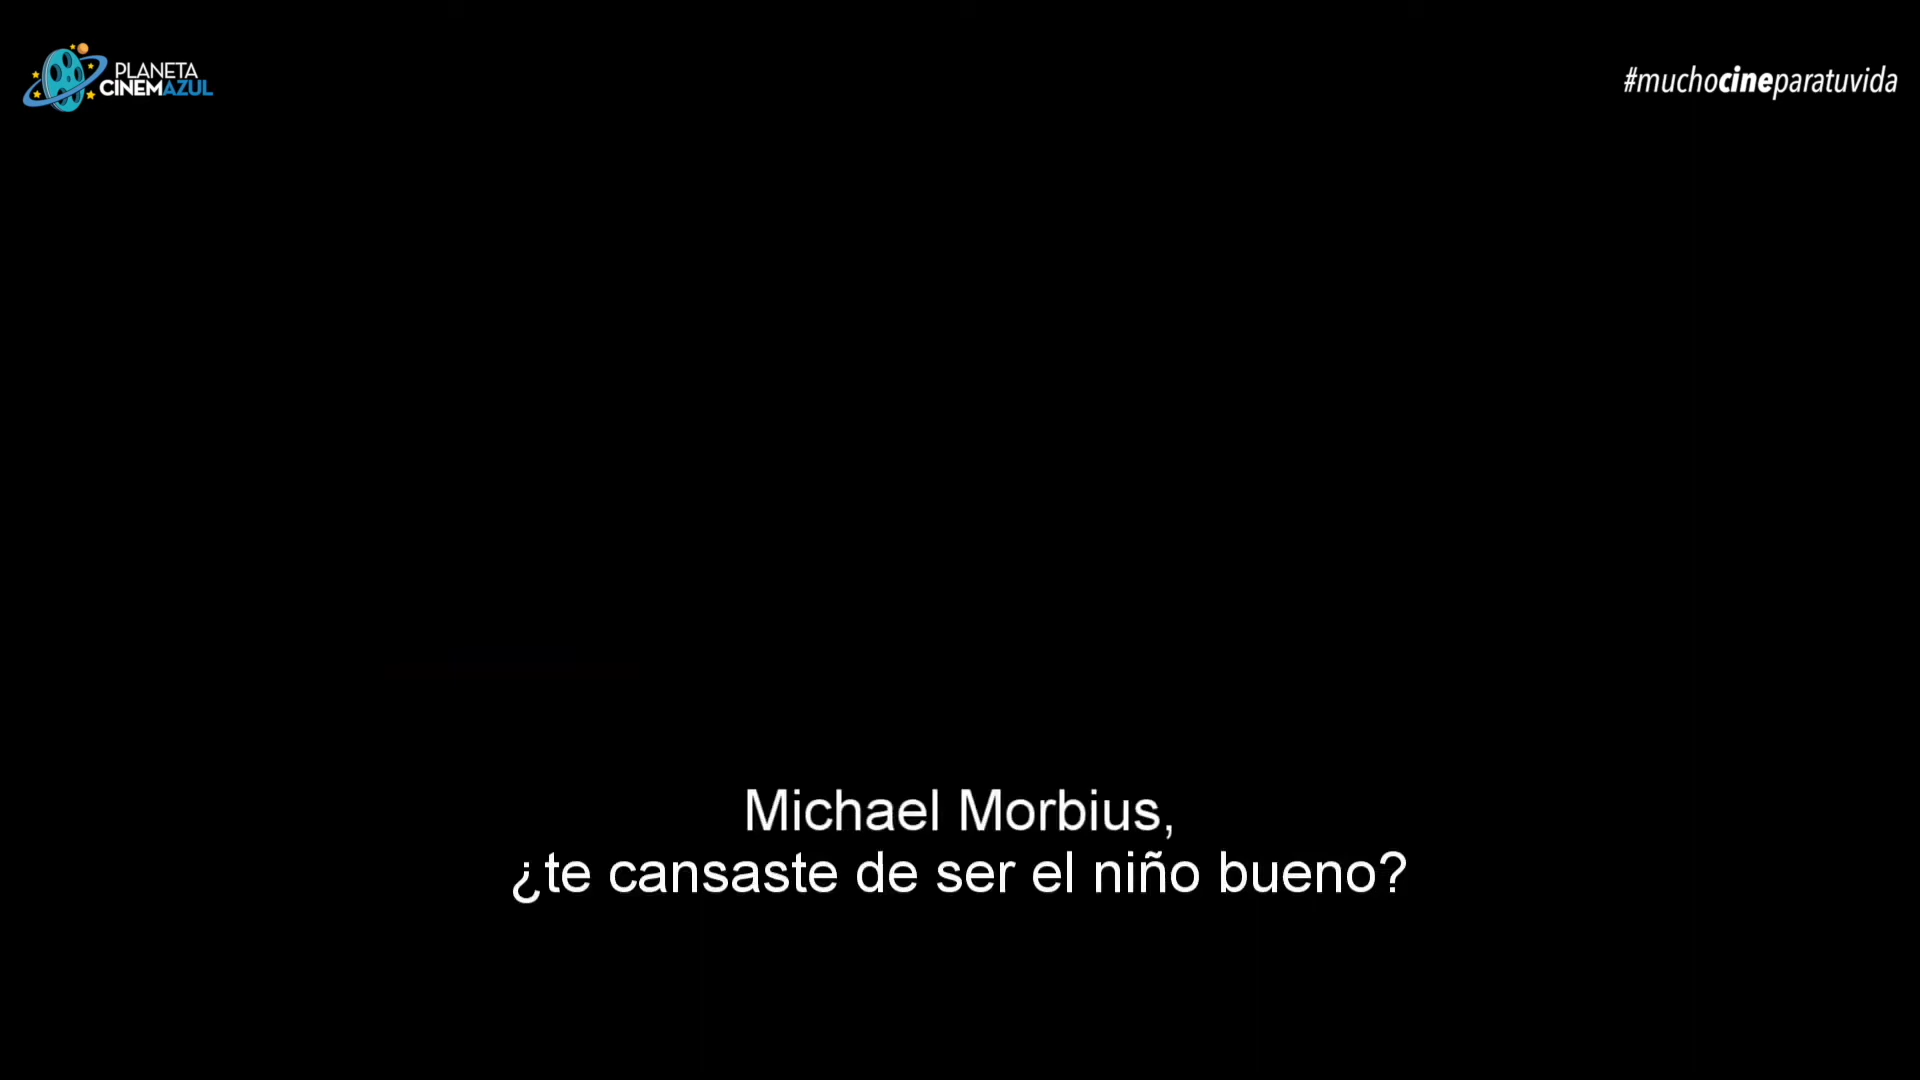 PLANETA
CINEMAZUL
#muchocineparatuvida
Michael Morbius,
¿te cansaste de ser el niño bueno?